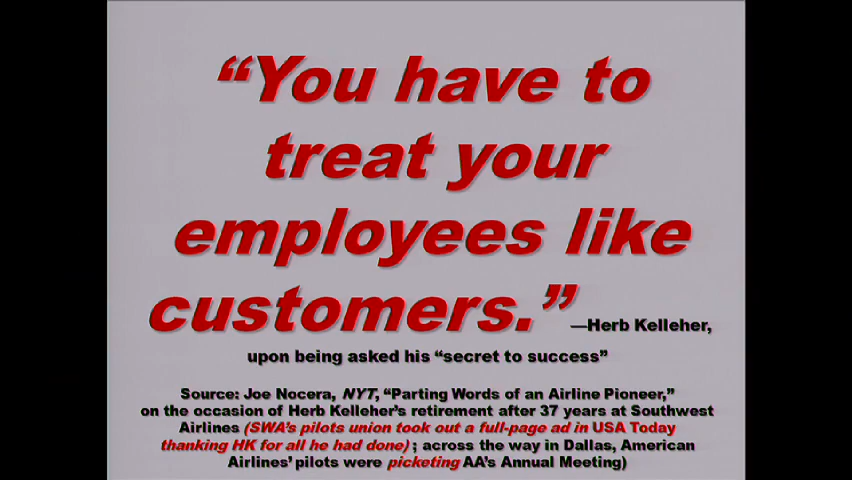 “You have to
treat your
employees like
customers.” —Herb Kelleher,
upon being asked his “secret to success”
Source: Joe Nocera, NYT, “Parting Words of an Airline Pioneer,”
on the occasion of Herb Kelleher’s retirement after 37 years at Southwest
Airlines (SWA’s pilots union took out a full-page ad in USA Today
thanking HK for all he had done) ; across the way in Dallas, American
Airlines’ pilots were picketing AA’s Annual Meeting)